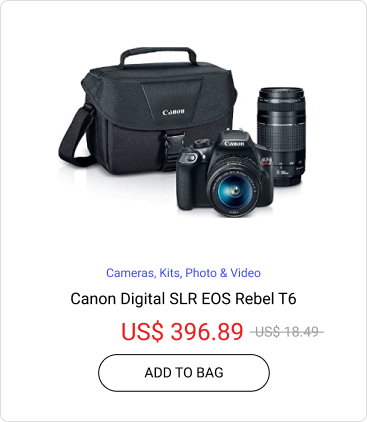 Canon
Canon
Cameras, Kits, Photo & Video
Canon Digital SLR EOS Rebel T6
US$ 396.89 US$ 18.49
ADD TO BAG